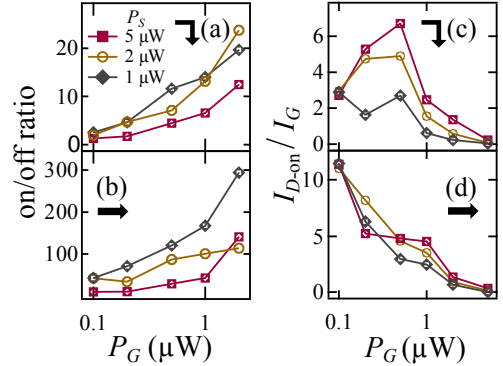 P_S
5 μW
2 μW
1 μW
(a)
20
10
0
on/off ratio
(b)
300
200
100
0.1
1
P_G (μW)
(c)
6
4
2
0
I_D-on / I_G
(d)
10
5
0
0.1
1
P_G (μW)